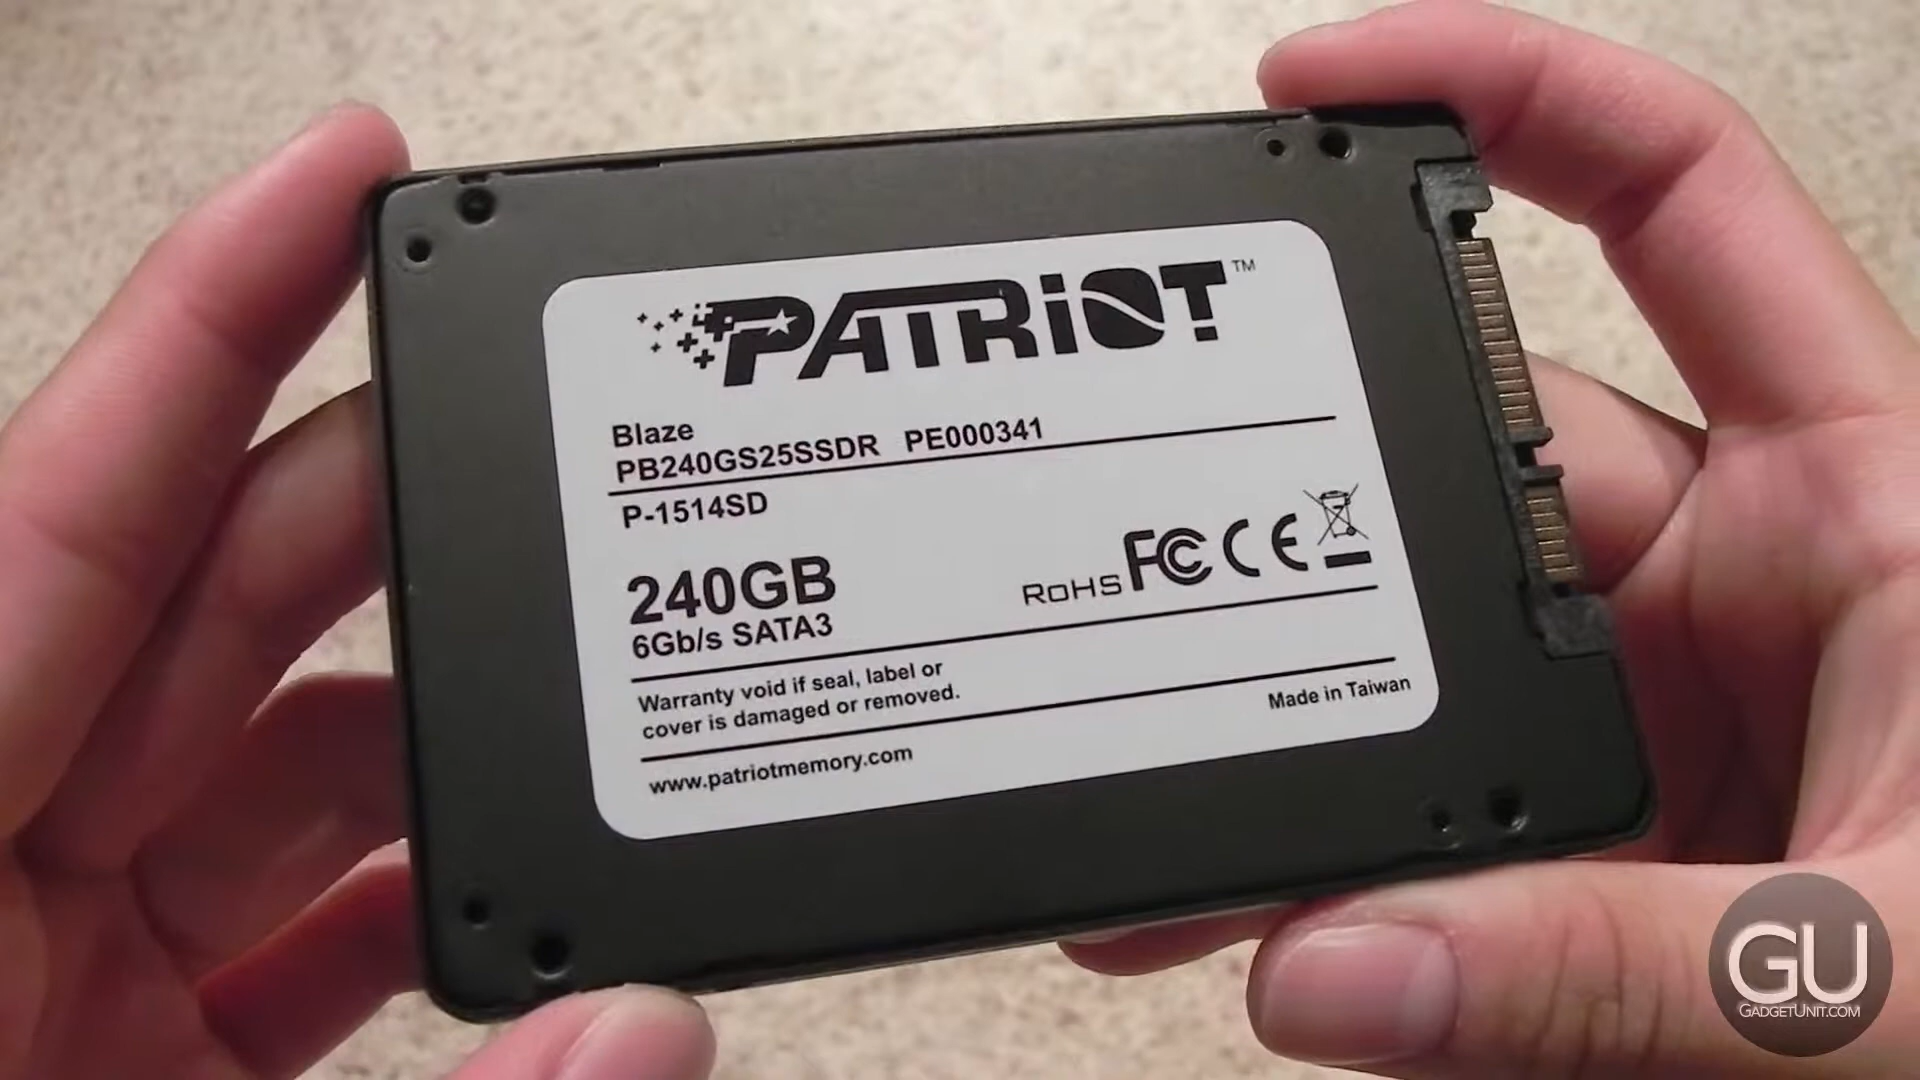 PATRiOT™
Blaze
PB240GS25SSDR PE000341
P-1514SD
240GB
6Gb/s SATA3
RoHS FC CE
Warranty void if seal, label or
cover is damaged or removed.
Made in Taiwan
www.patriotmemory.com
GU
GADGETUNIT.COM